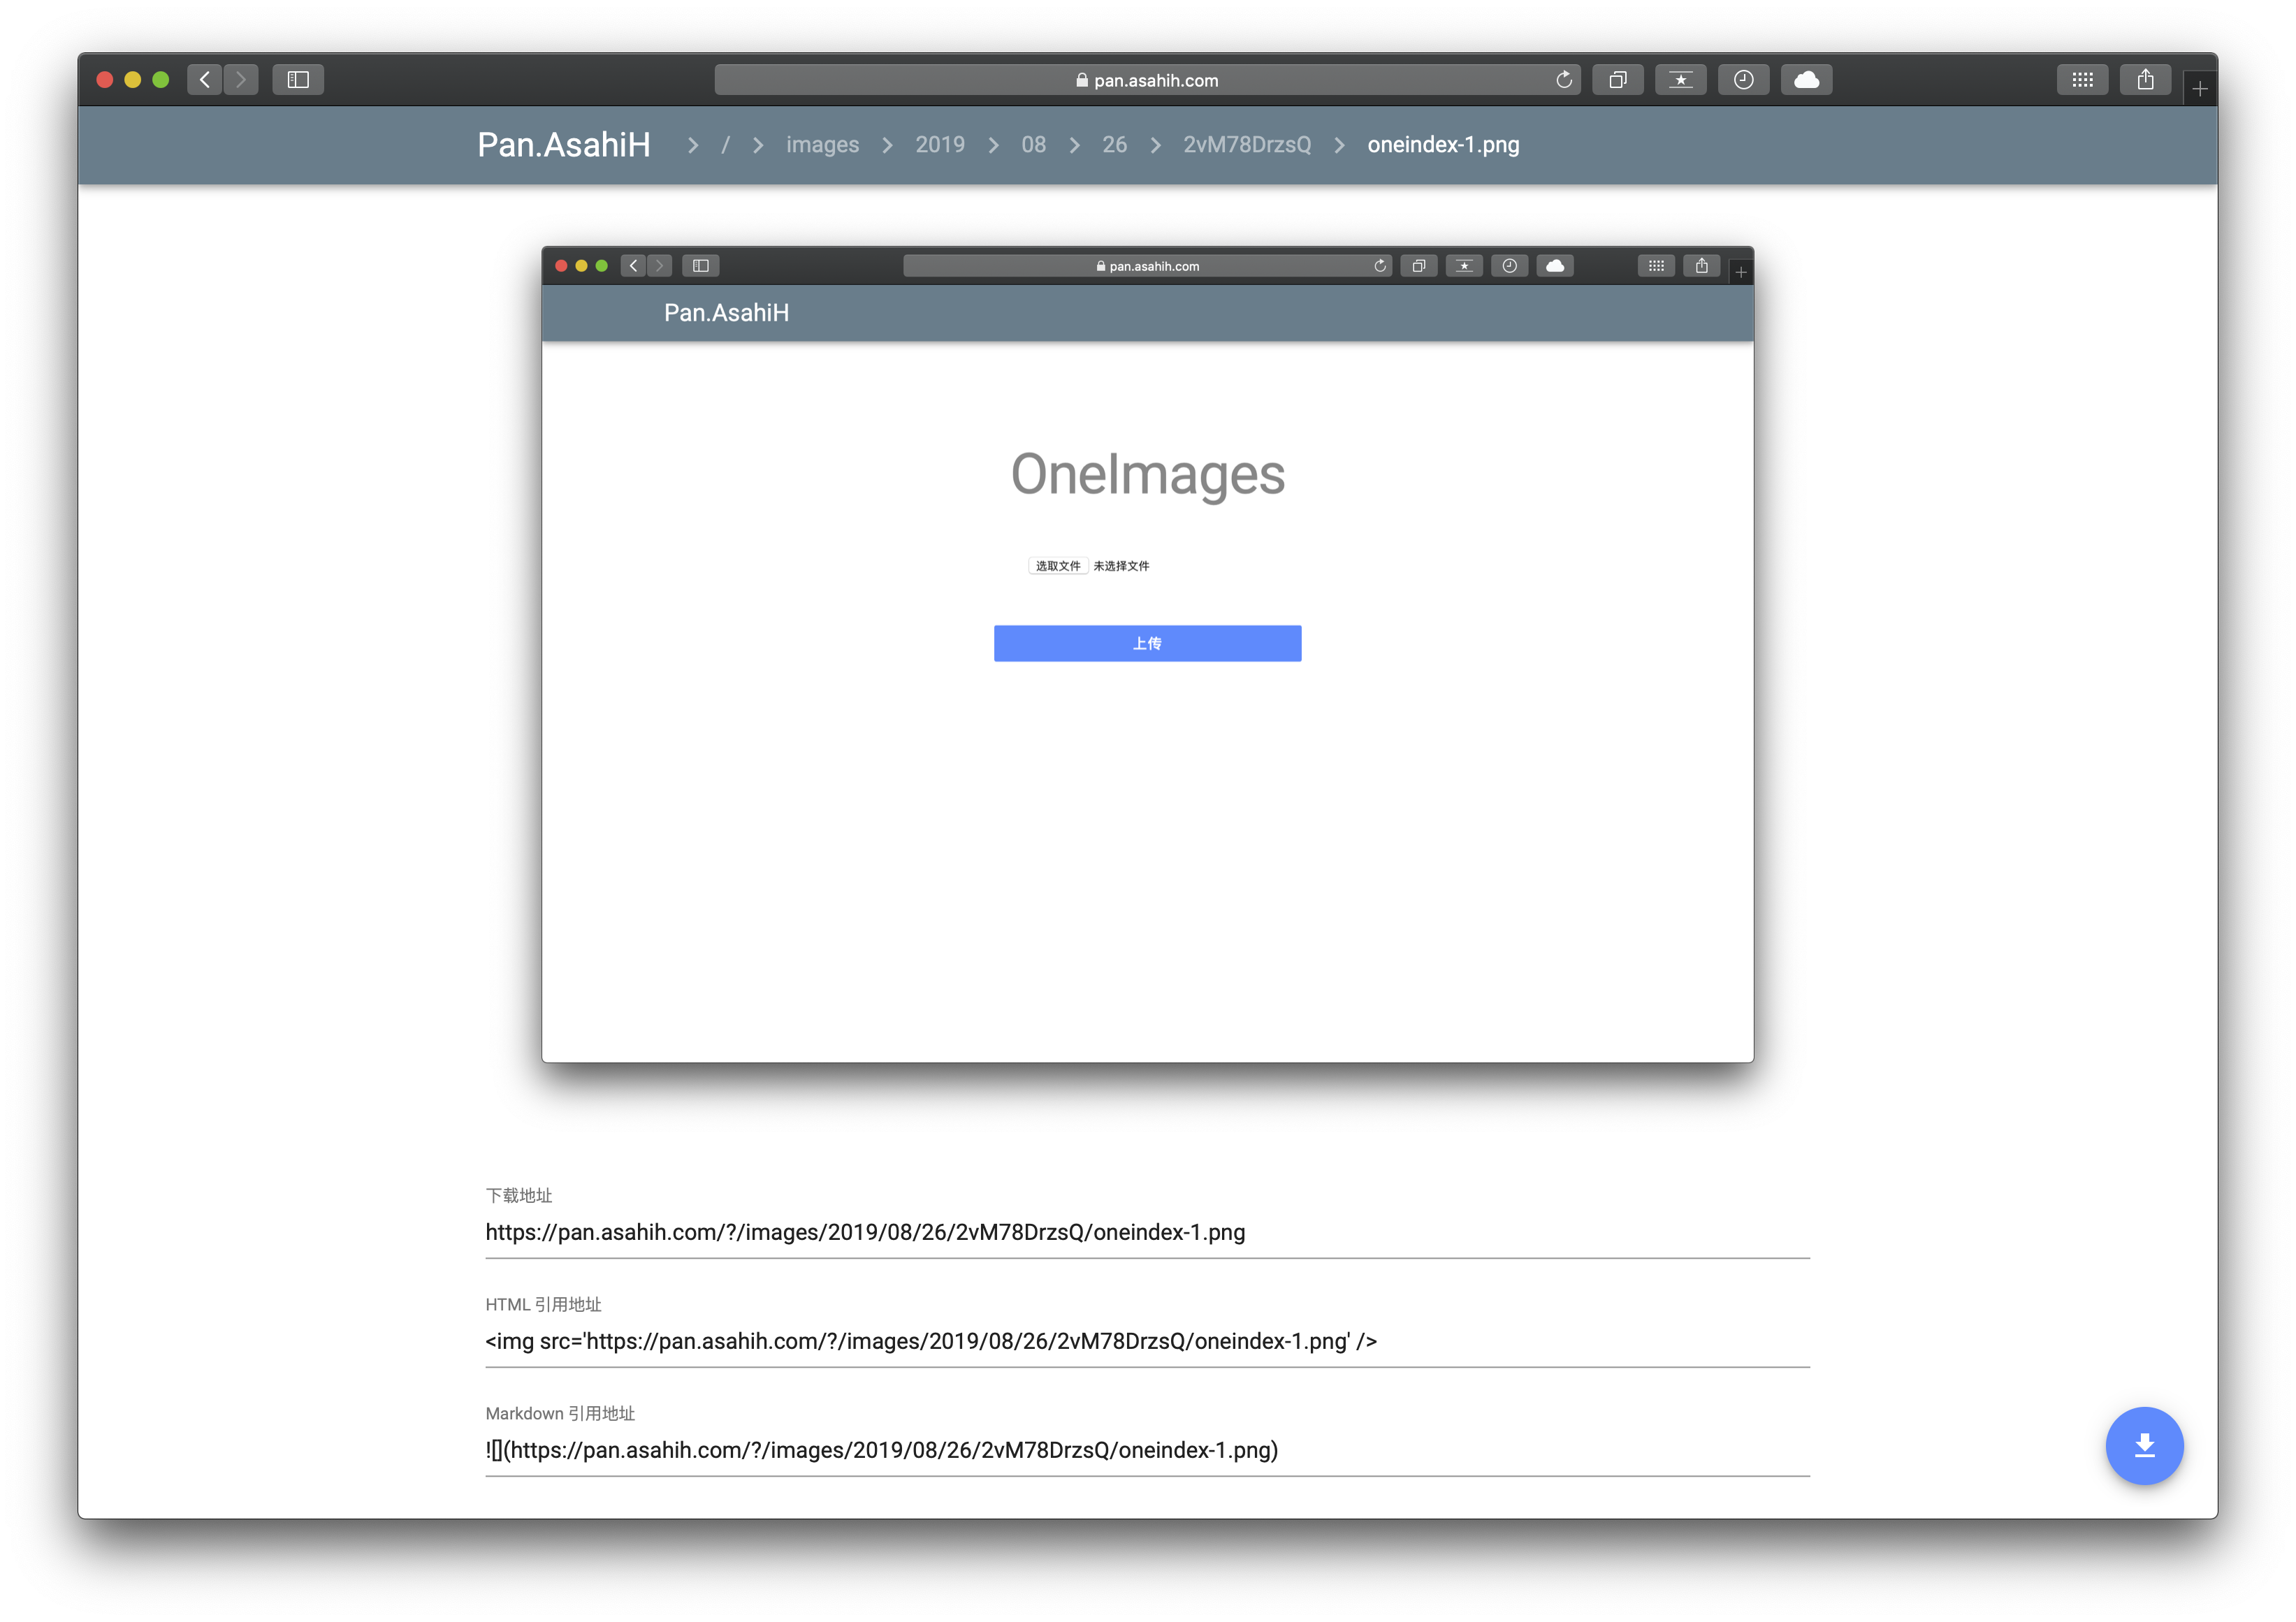 pan.asahih.com
Pan.AsahiH > / > images > 2019 > 08 > 26 > 2vM78DrzsQ > oneindex-1.png
pan.asahih.com
Pan.AsahiH
OneImages
选取文件 未选择文件
上传
下载地址
https://pan.asahih.com/?/images/2019/08/26/2vM78DrzsQ/oneindex-1.png
HTML 引用地址
<img src='https://pan.asahih.com/?/images/2019/08/26/2vM78DrzsQ/oneindex-1.png' />
Markdown 引用地址
![](https://pan.asahih.com/?/images/2019/08/26/2vM78DrzsQ/oneindex-1.png)